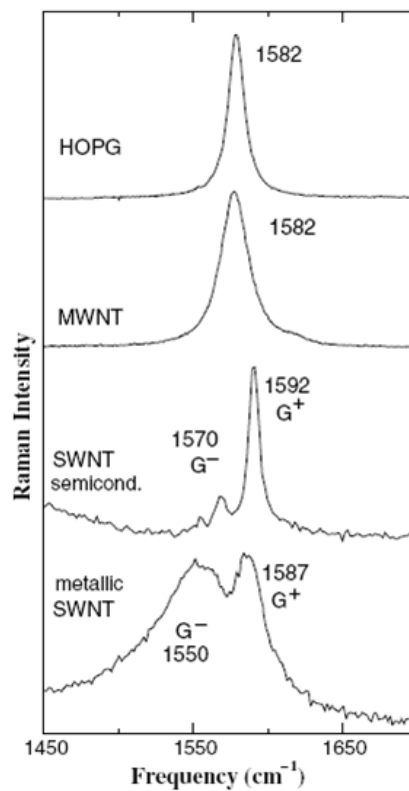 1582
HOPG
1582
MWNT
1592
G⁺
1570
G⁻
SWNT
semicond.
1587
G⁺
metallic
SWNT
G⁻
1550
Raman Intensity
1450 1550 1650
Frequency (cm⁻¹)